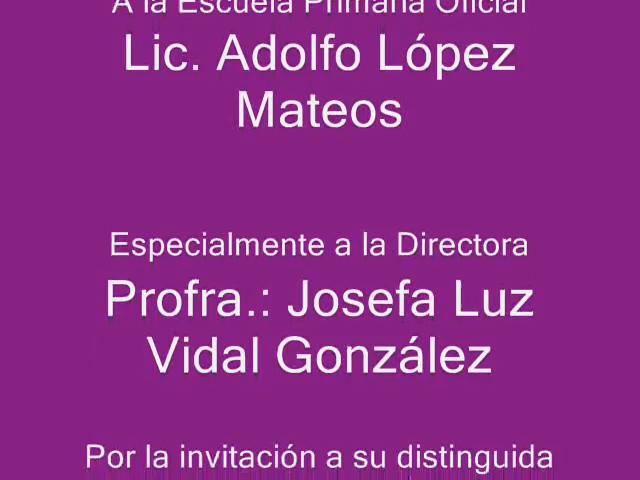 A la Escuela Primaria Oficial
Lic. Adolfo López
Mateos
Especialmente a la Directora
Profra.: Josefa Luz
Vidal González
Por la invitación a su distinguida